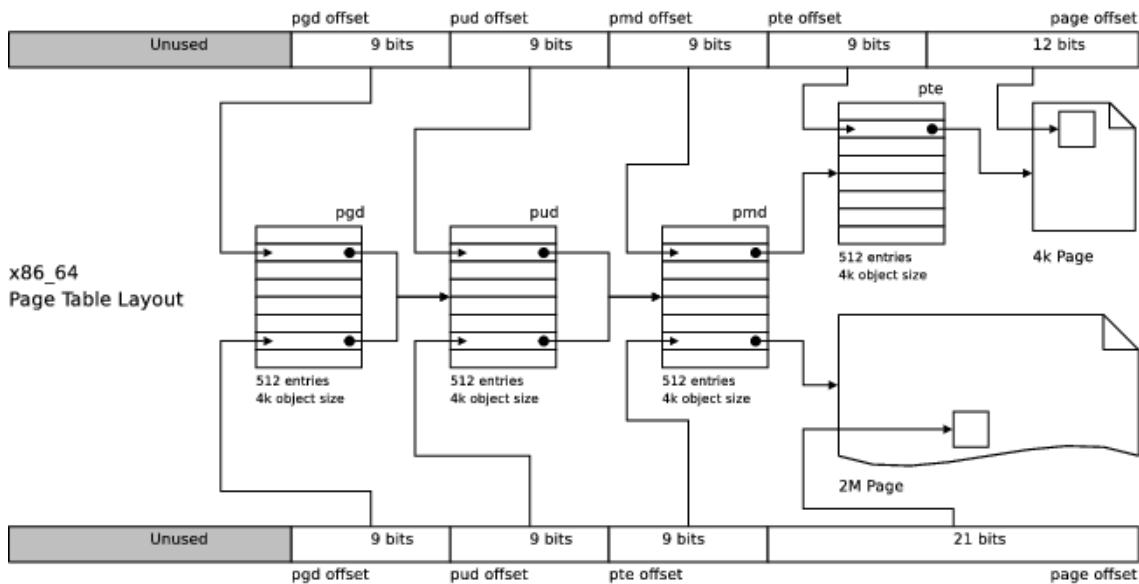 pgd offset pud offset pmd offset pte offset page offset
Unused 9 bits 9 bits 9 bits 9 bits 12 bits
pte
pgd pud pmd
512 entries
4k object size
4k Page
x86_64
Page Table Layout
512 entries
4k object size
512 entries
4k object size
512 entries
4k object size
2M Page
Unused 9 bits 9 bits 9 bits 21 bits
pgd offset pud offset pte offset page offset